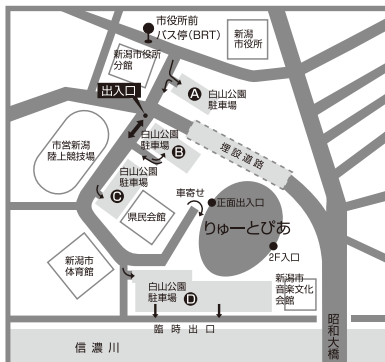 市役所前
バス停(BRT)
新潟
市役所
新潟市役所
分館
出入口
A
白山公園
駐車場
白山公園
駐車場
B
埋設道路
市営新潟
陸上競技場
白山公園
駐車場
C
車寄せ
正面出入口
県民会館
りゅーとぴあ
2F入口
新潟市
体育館
白山公園
駐車場
D
新潟市
音楽文化
会館
臨時出口
昭和大橋
信濃川